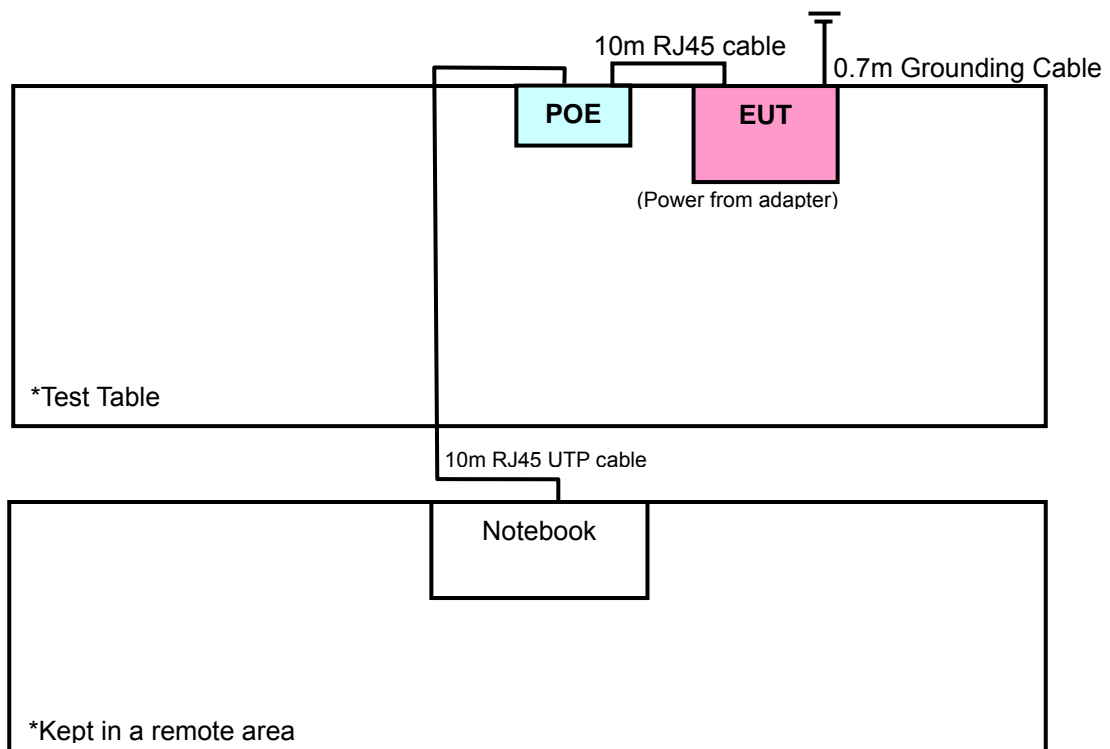 10m RJ45 cable
0.7m Grounding Cable
POE
EUT
(Power from adapter)
*Test Table
10m RJ45 UTP cable
Notebook
*Kept in a remote area